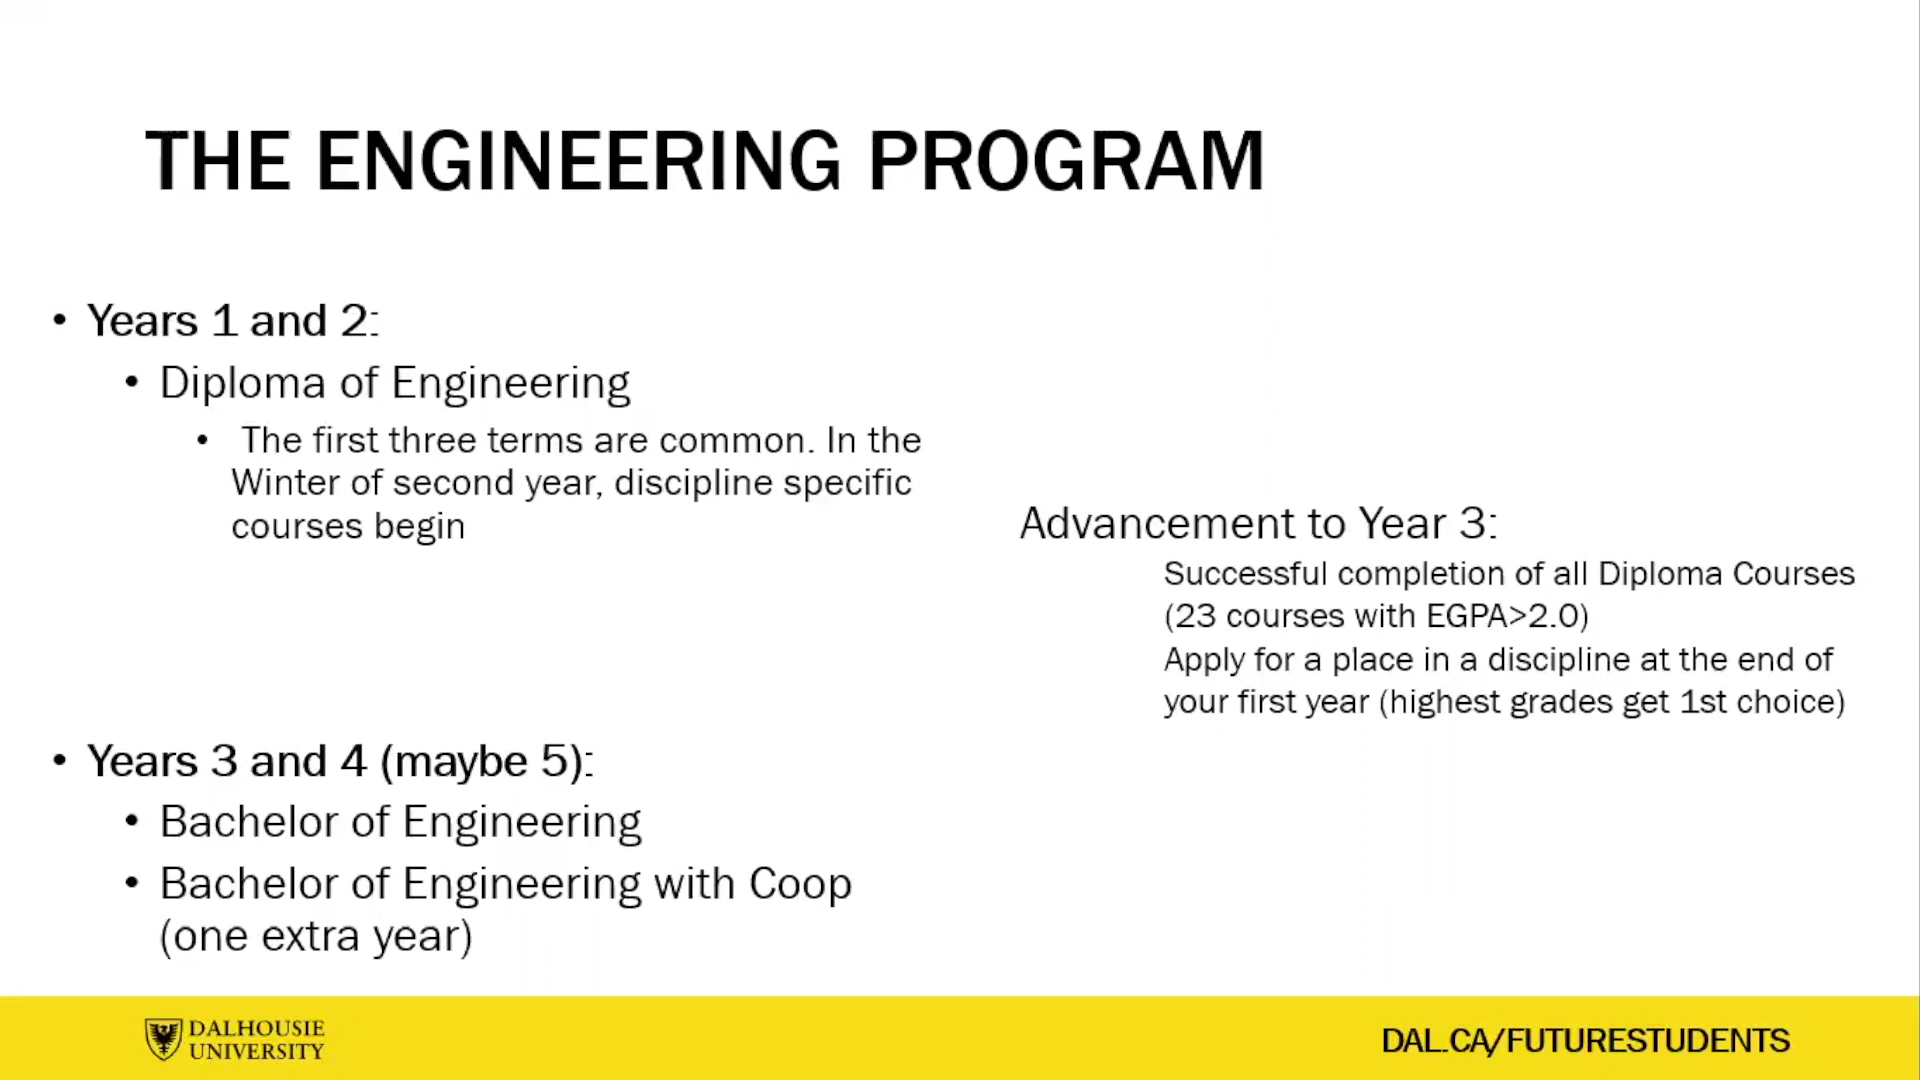 THE ENGINEERING PROGRAM
• Years 1 and 2:
• Diploma of Engineering
• The first three terms are common. In the
Winter of second year, discipline specific
courses begin
Advancement to Year 3:
Successful completion of all Diploma Courses
(23 courses with EGPA>2.0)
Apply for a place in a discipline at the end of
your first year (highest grades get 1st choice)
• Years 3 and 4 (maybe 5):
• Bachelor of Engineering
• Bachelor of Engineering with Coop
(one extra year)
DALHOUSIE
UNIVERSITY
DAL.CA/FUTURESTUDENTS